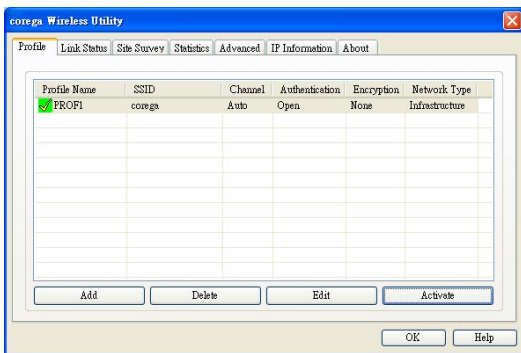 corega Wireless Utility
Profile Link Status Site Survey Statistics Advanced IP Information About
Profile Name SSID Channel Authentication Encryption Network Type
PROF1 corega Auto Open None Infrastructure
Add Delete Edit Activate
OK Help